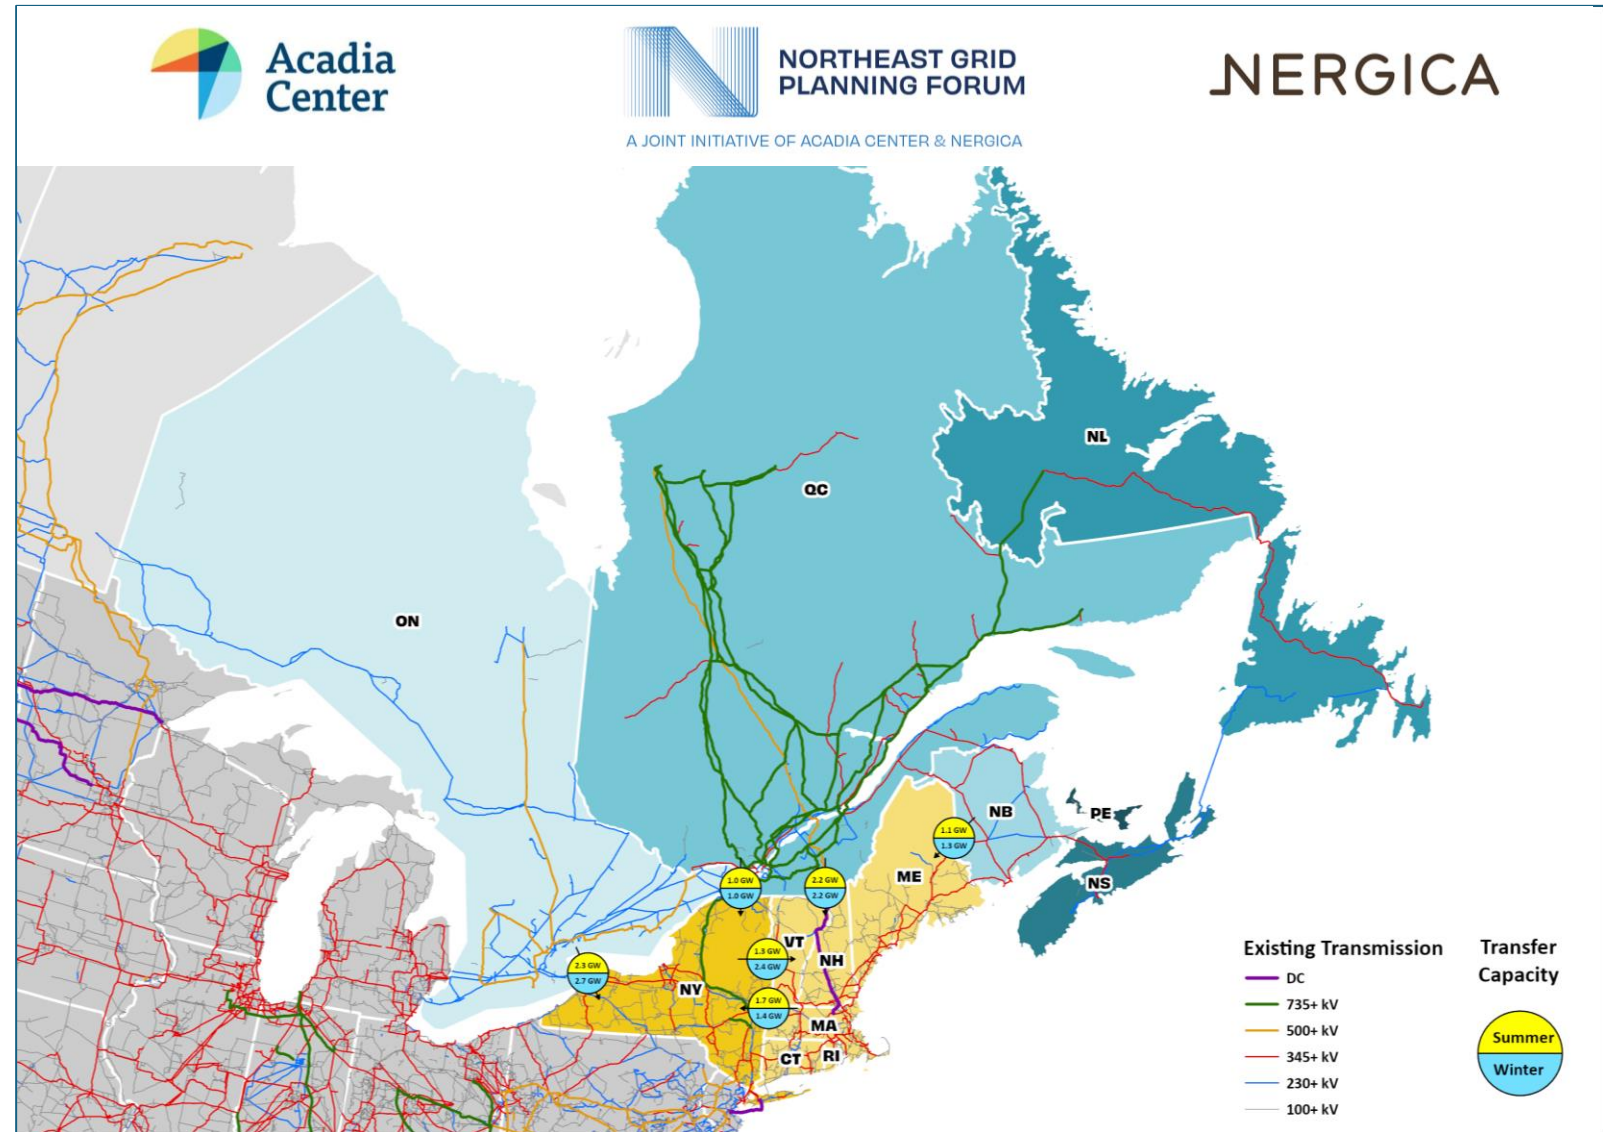 Acadia
Center
NORTHEAST GRID
PLANNING FORUM
A JOINT INITIATIVE OF ACADIA CENTER & NERGICA
NERGICA
NL
QC
ON
NB
PE
1.1 GW
1.3 GW
ME
NS
1.0 GW
1.0 GW
2.2 GW
2.2 GW
VT
NH
1.3 GW
2.4 GW
2.3 GW
2.7 GW
NY
1.7 GW
1.4 GW
MA
CT
RI
Existing Transmission
DC
735+ kV
500+ kV
345+ kV
230+ kV
100+ kV
Transfer
Capacity
Summer
Winter